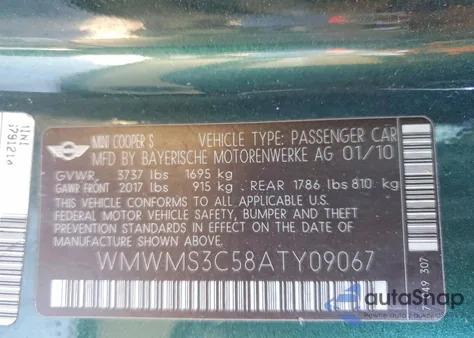 MINI COOPER S VEHICLE TYPE: PASSENGER CAR
MFG BY BAYERISCHE MOTORENWERKE AG 01/10
GVWR, 3737 lbs 1695 kg
GAWR FRONT 2017 lbs 915 kg. REAR 1786 lbs 810 kg
THIS VEHICLE CONFORMS TO ALL APPLICABLE U.S.
FEDERAL MOTOR VEHICLE SAFETY, BUMPER AND THEFT
PREVENTION STANDARDS IN EFFECT ON THE DATE OF
MANUFACTURE SHOWN ABOVE.
WMWMS3C58ATY09067
autoSnap